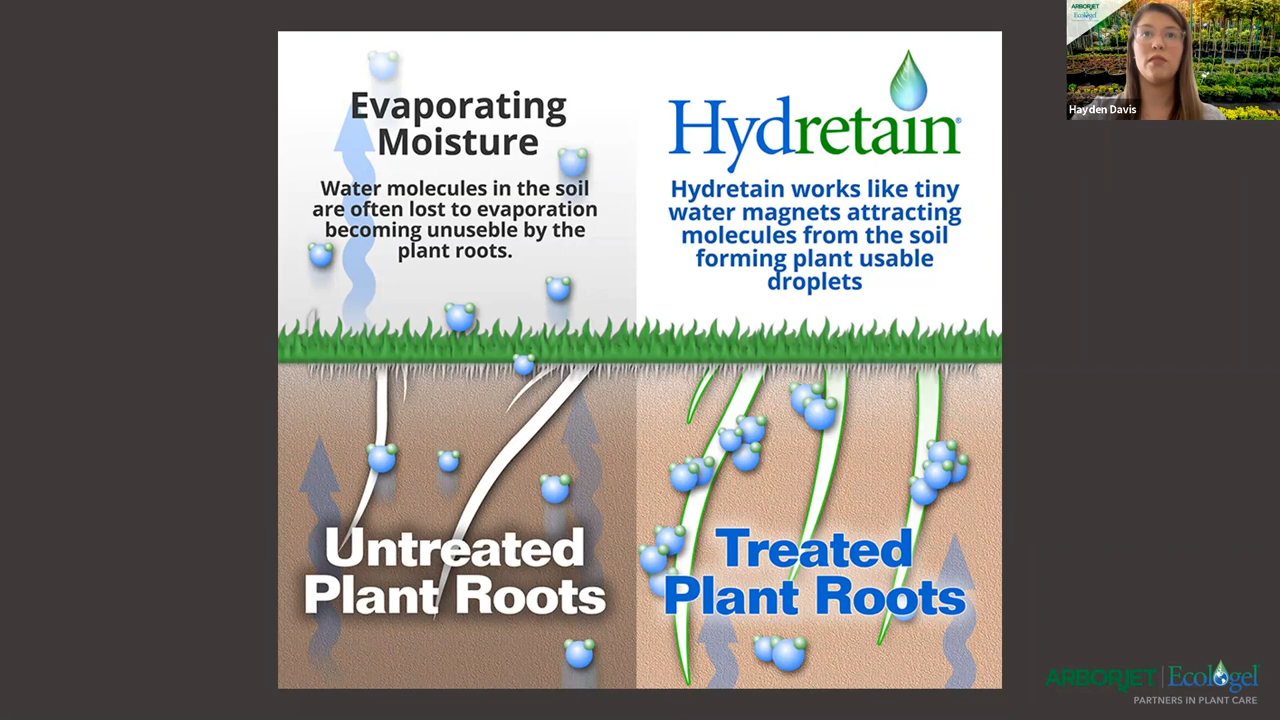 Evaporating
Moisture
Water molecules in the soil
are often lost to evaporation
becoming unuseble by the
plant roots.
Hydretain®
Hydretain works like tiny
water magnets attracting
molecules from the soil
forming plant usable
droplets
Untreated
Plant Roots
Treated
Plant Roots
ARBORJET
Ecologel
Hayden Davis
ARBORJET | Ecologel
PARTNERS IN PLANT CARE